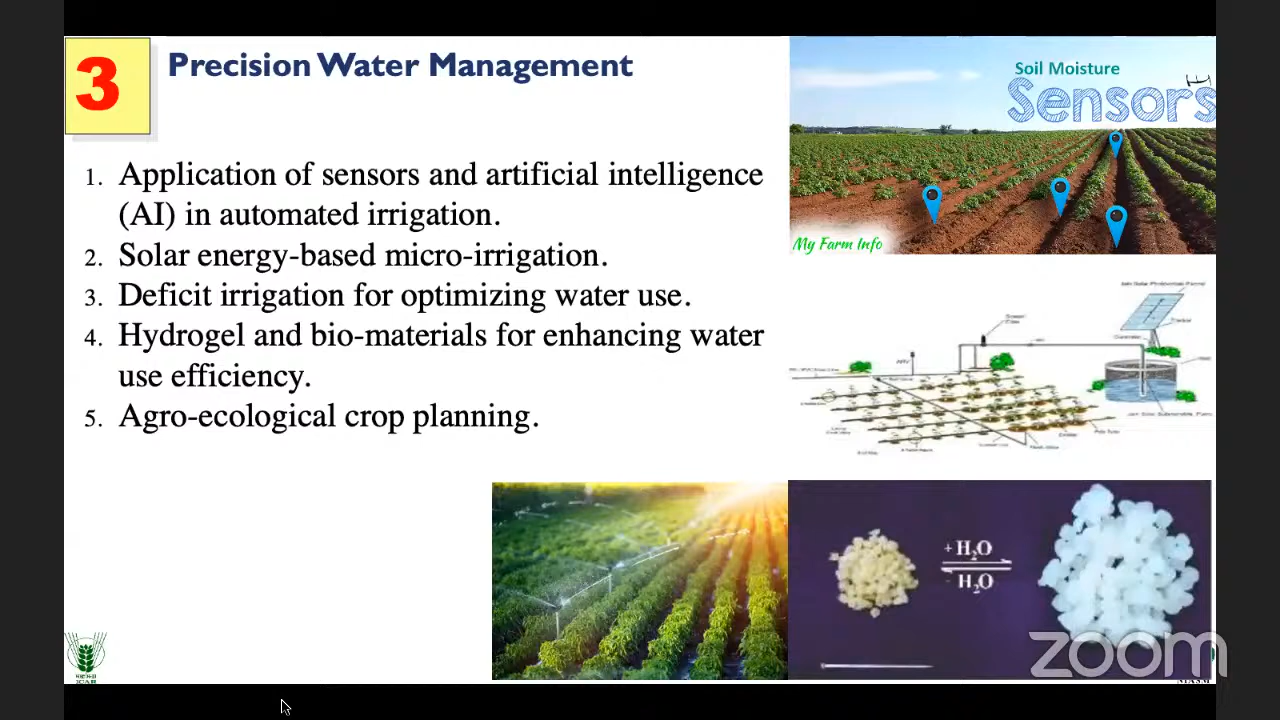 3
Precision Water Management
1. Application of sensors and artificial intelligence
(AI) in automated irrigation.
2. Solar energy-based micro-irrigation.
3. Deficit irrigation for optimizing water use.
4. Hydrogel and bio-materials for enhancing water
use efficiency.
5. Agro-ecological crop planning.
Soil Moisture
Sensors
My Farm Info
+ H₂O
- H₂O
zoom
ICAR